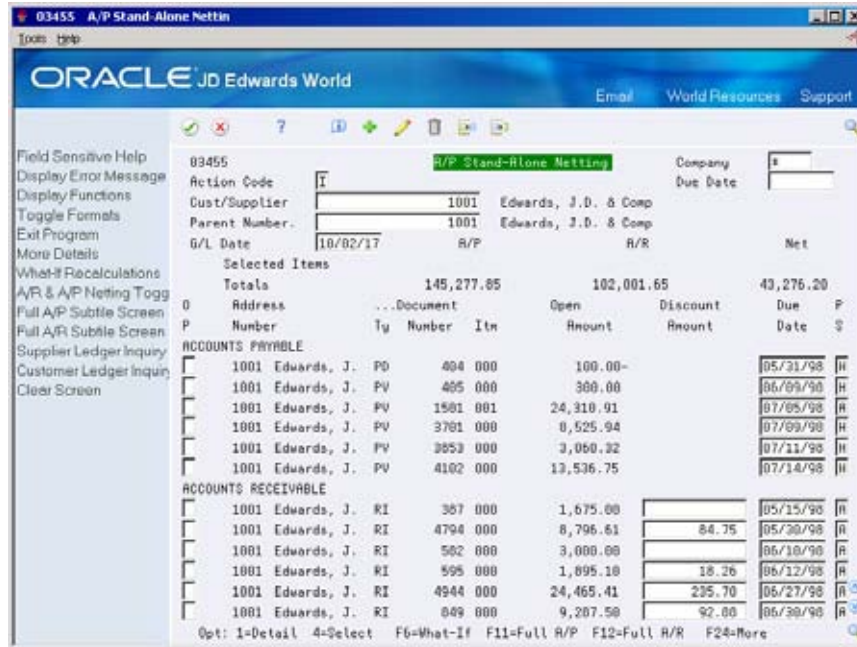 03455 A/P Stand-Alone Nettin
Tools Help
ORACLE JD Edwards World
Email World Resources Support
Field Sensitive Help
Display Error Message
Display Functions
Toggle Formats
Exit Program
More Details
What-If Recalculations
A/R & A/P Netting Togg
Full A/P Subfile Screen
Full A/R Subfile Screen
Supplier Ledger Inquiry
Customer Ledger Inquiry
Clear Screen
03455 A/P Stand-Alone Netting Company *
Action Code I Due Date
Cust/Supplier 1001 Edwards, J.D. & Comp
Parent Number. 1001 Edwards, J.D. & Comp
G/L Date 10/02/17 A/P A/R Net
Selected Items
Totals 145,277.85 102,001.65 43,276.20
O Address ...Document Open Discount Due P
P Number Ty Number Itm Amount Amount Date S
ACCOUNTS PAYABLE
1001 Edwards, J. PD 404 000 100.00- 05/31/98 H
1001 Edwards, J. PV 405 000 300.00 06/09/98 H
1001 Edwards, J. PV 1501 001 24,310.91 07/05/98 H
1001 Edwards, J. PV 3701 000 8,525.94 07/09/98 H
1001 Edwards, J. PV 3853 000 3,060.32 07/11/98 H
1001 Edwards, J. PV 4102 000 13,536.75 07/14/98 H
ACCOUNTS RECEIVABLE
1001 Edwards, J. RI 387 000 1,675.00 05/15/98 A
1001 Edwards, J. RI 4794 000 8,796.61 84.75 05/30/98 A
1001 Edwards, J. RI 502 000 3,000.00 06/10/98 A
1001 Edwards, J. RI 595 000 1,895.10 18.26 06/12/98 A
1001 Edwards, J. RI 4944 000 24,465.41 235.70 06/27/98 A
1001 Edwards, J. RI 849 000 9,207.50 92.08 06/30/98 A
Opt: 1=Detail 4=Select F6=What-If F11=Full A/P F12=Full A/R F24=More